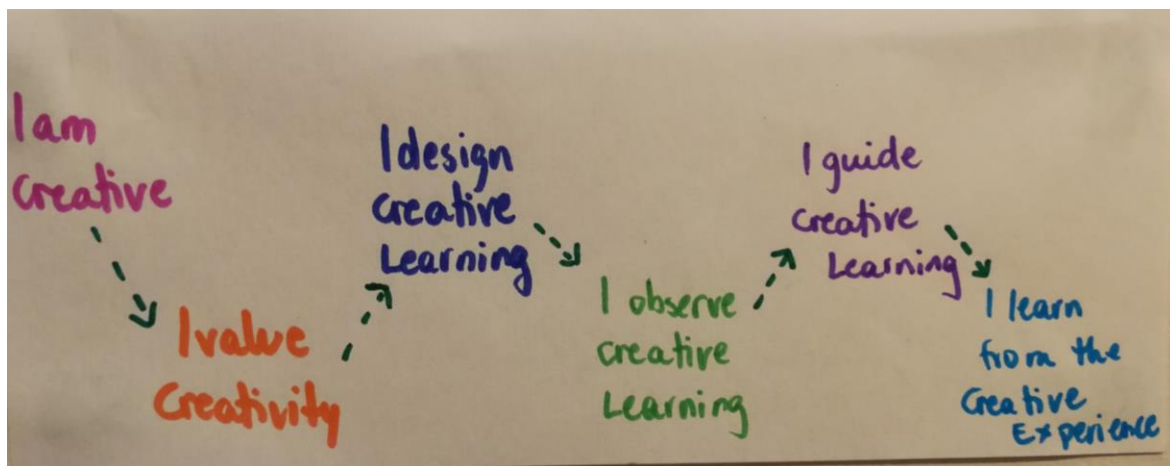 I am
Creative
I value
Creativity
I design
Creative
Learning
I observe
Creative
Learning
I guide
Creative
Learning
I learn
from the
Creative
Experience